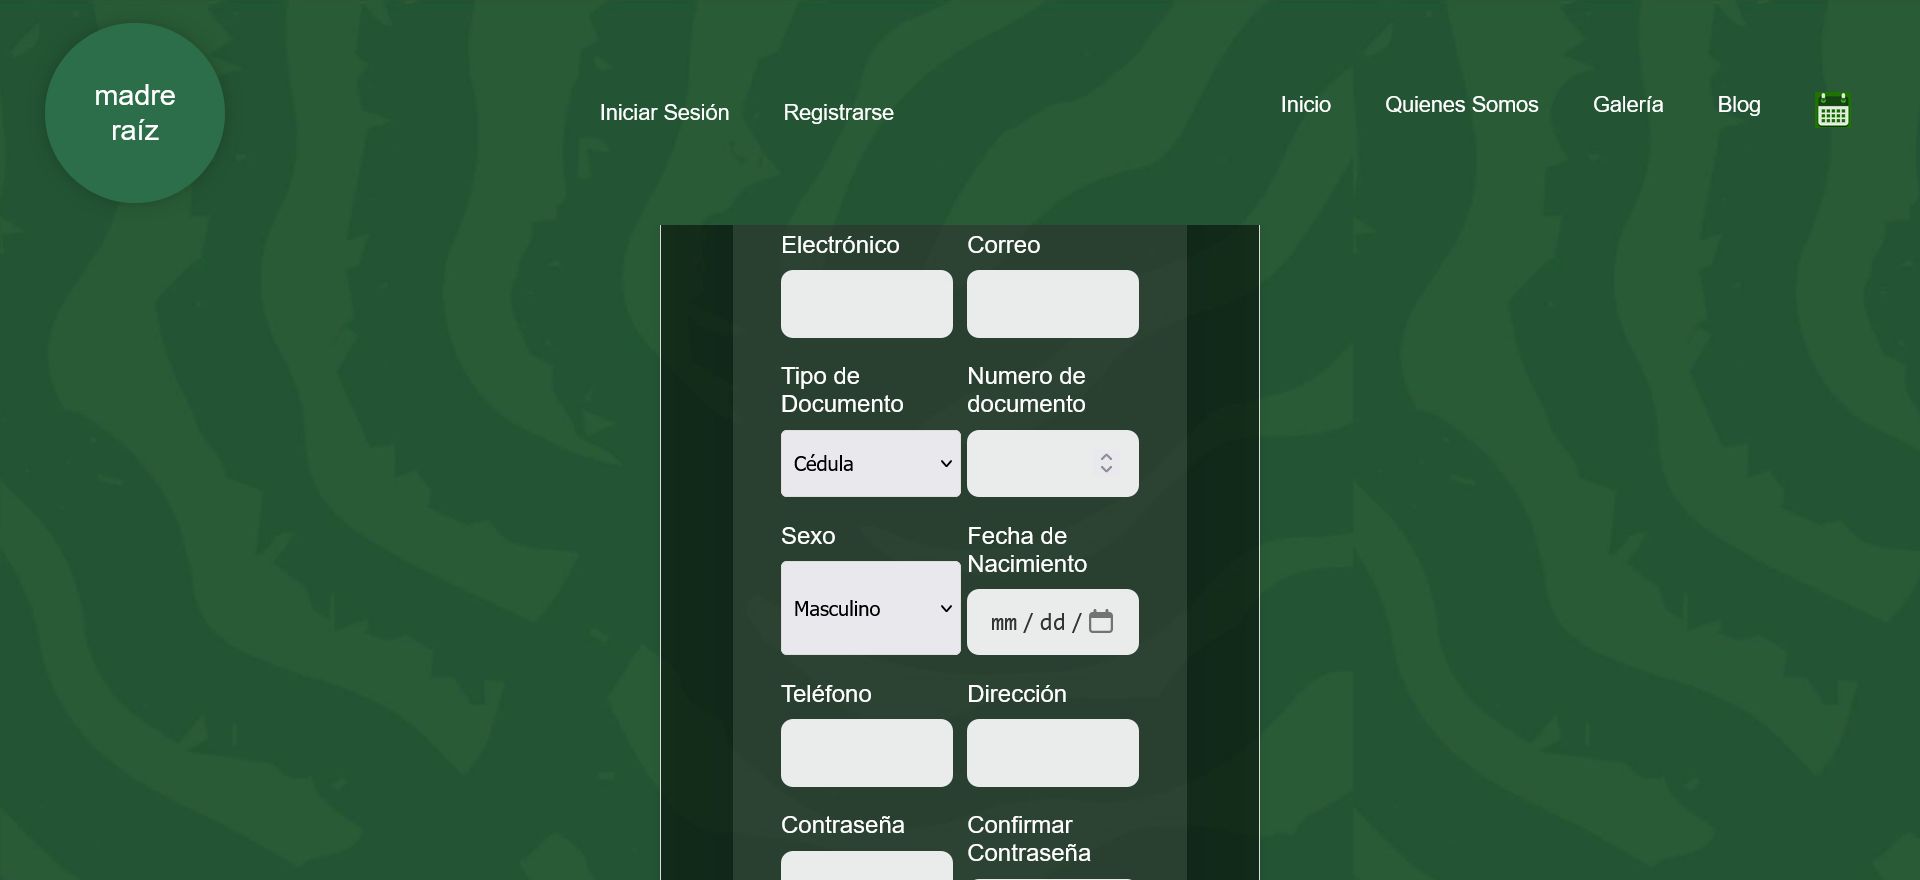 madre
raíz
Iniciar Sesión
Registrarse
Inicio
Quienes Somos
Galería
Blog
Electrónico
Correo
Tipo de
Documento
Numero de
documento
Cédula
Sexo
Fecha de
Nacimiento
Masculino
mm / dd /
Teléfono
Dirección
Contraseña
Confirmar
Contraseña